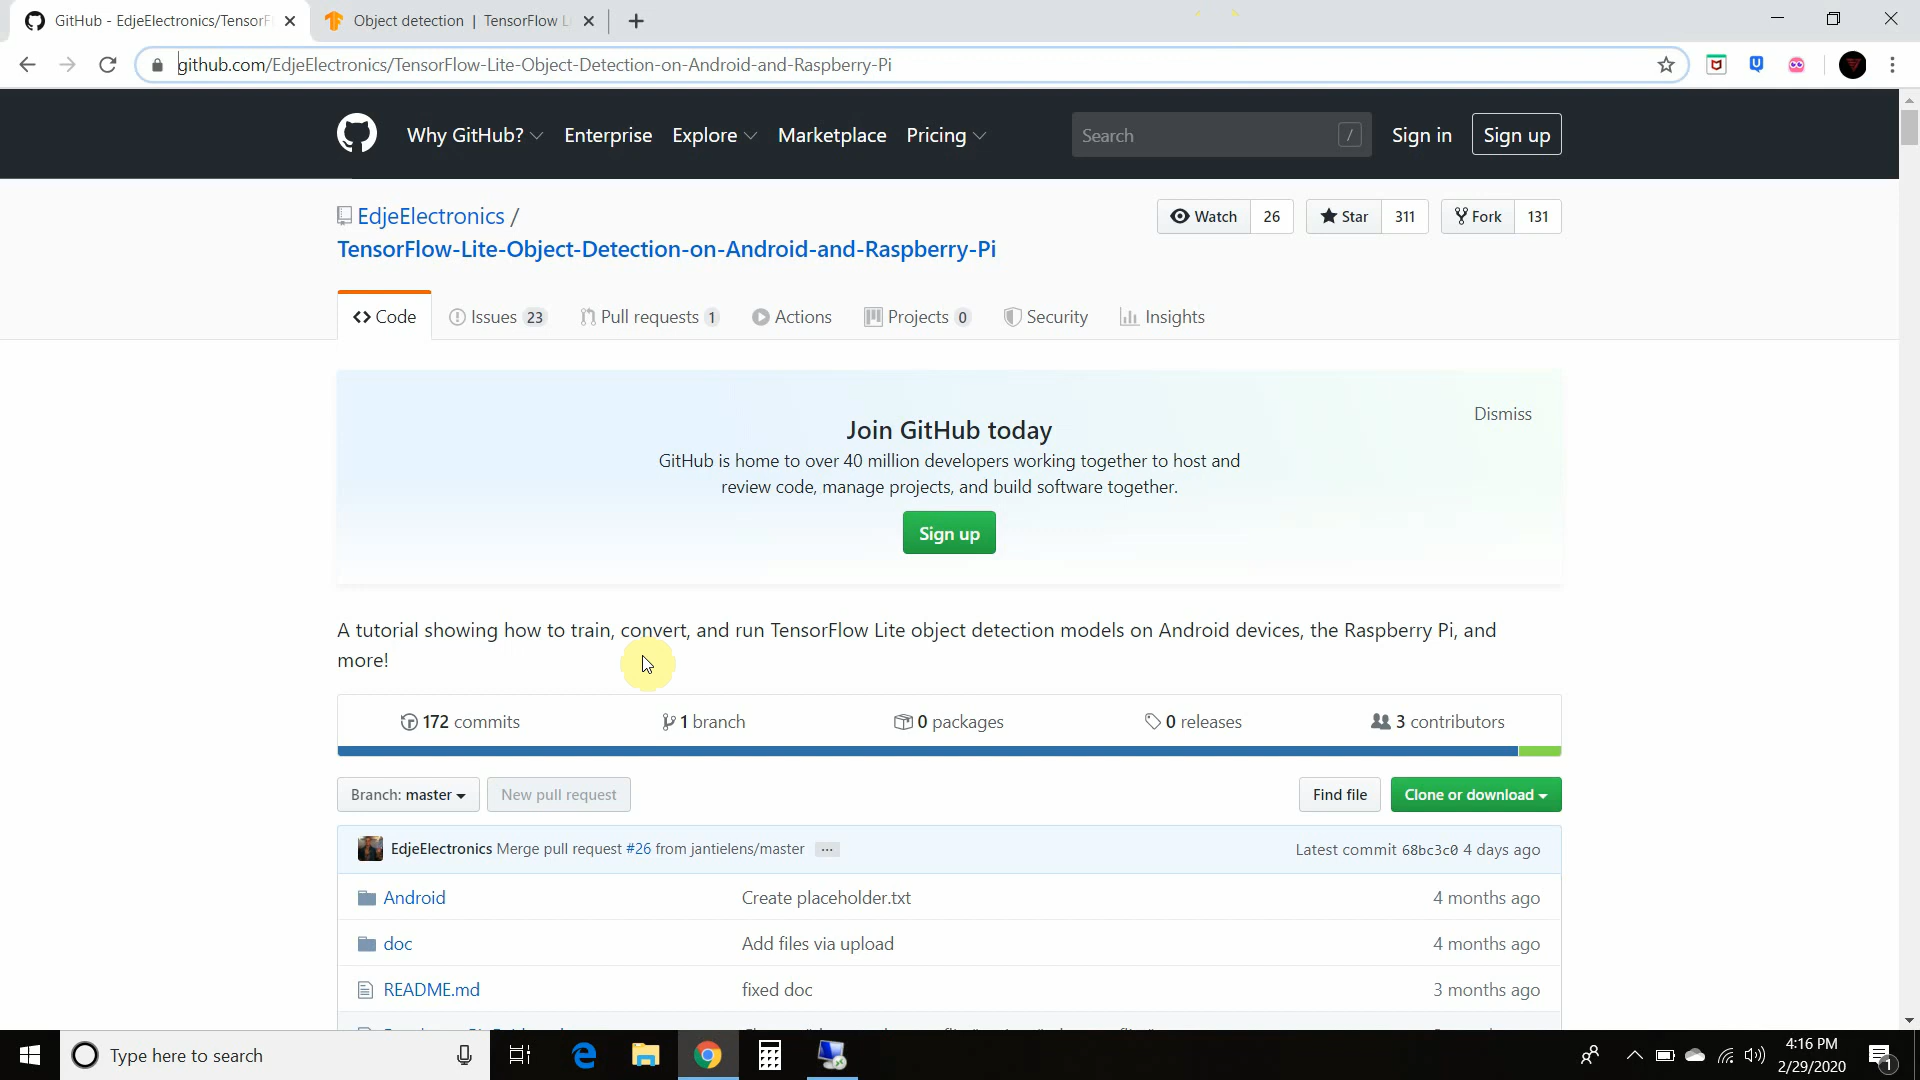 GitHub - EdjeElectronics/TensorF
Object detection | TensorFlow L
github.com/EdjeElectronics/TensorFlow-Lite-Object-Detection-on-Android-and-Raspberry-Pi
Why GitHub? Enterprise Explore Marketplace Pricing Search / Sign in Sign up
EdjeElectronics /
Watch 26 Star 311 Fork 131
TensorFlow-Lite-Object-Detection-on-Android-and-Raspberry-Pi
Code Issues 23 Pull requests 1 Actions Projects 0 Security Insights
Dismiss
Join GitHub today
GitHub is home to over 40 million developers working together to host and
review code, manage projects, and build software together.
Sign up
A tutorial showing how to train, convert, and run TensorFlow Lite object detection models on Android devices, the Raspberry Pi, and
more!
172 commits 1 branch 0 packages 0 releases 3 contributors
Branch: master New pull request Find file Clone or download
EdjeElectronics Merge pull request #26 from jantielens/master ... Latest commit 68bc3c0 4 days ago
Android Create placeholder.txt 4 months ago
doc Add files via upload 4 months ago
README.md fixed doc 3 months ago
Type here to search
4:16 PM
2/29/2020
1